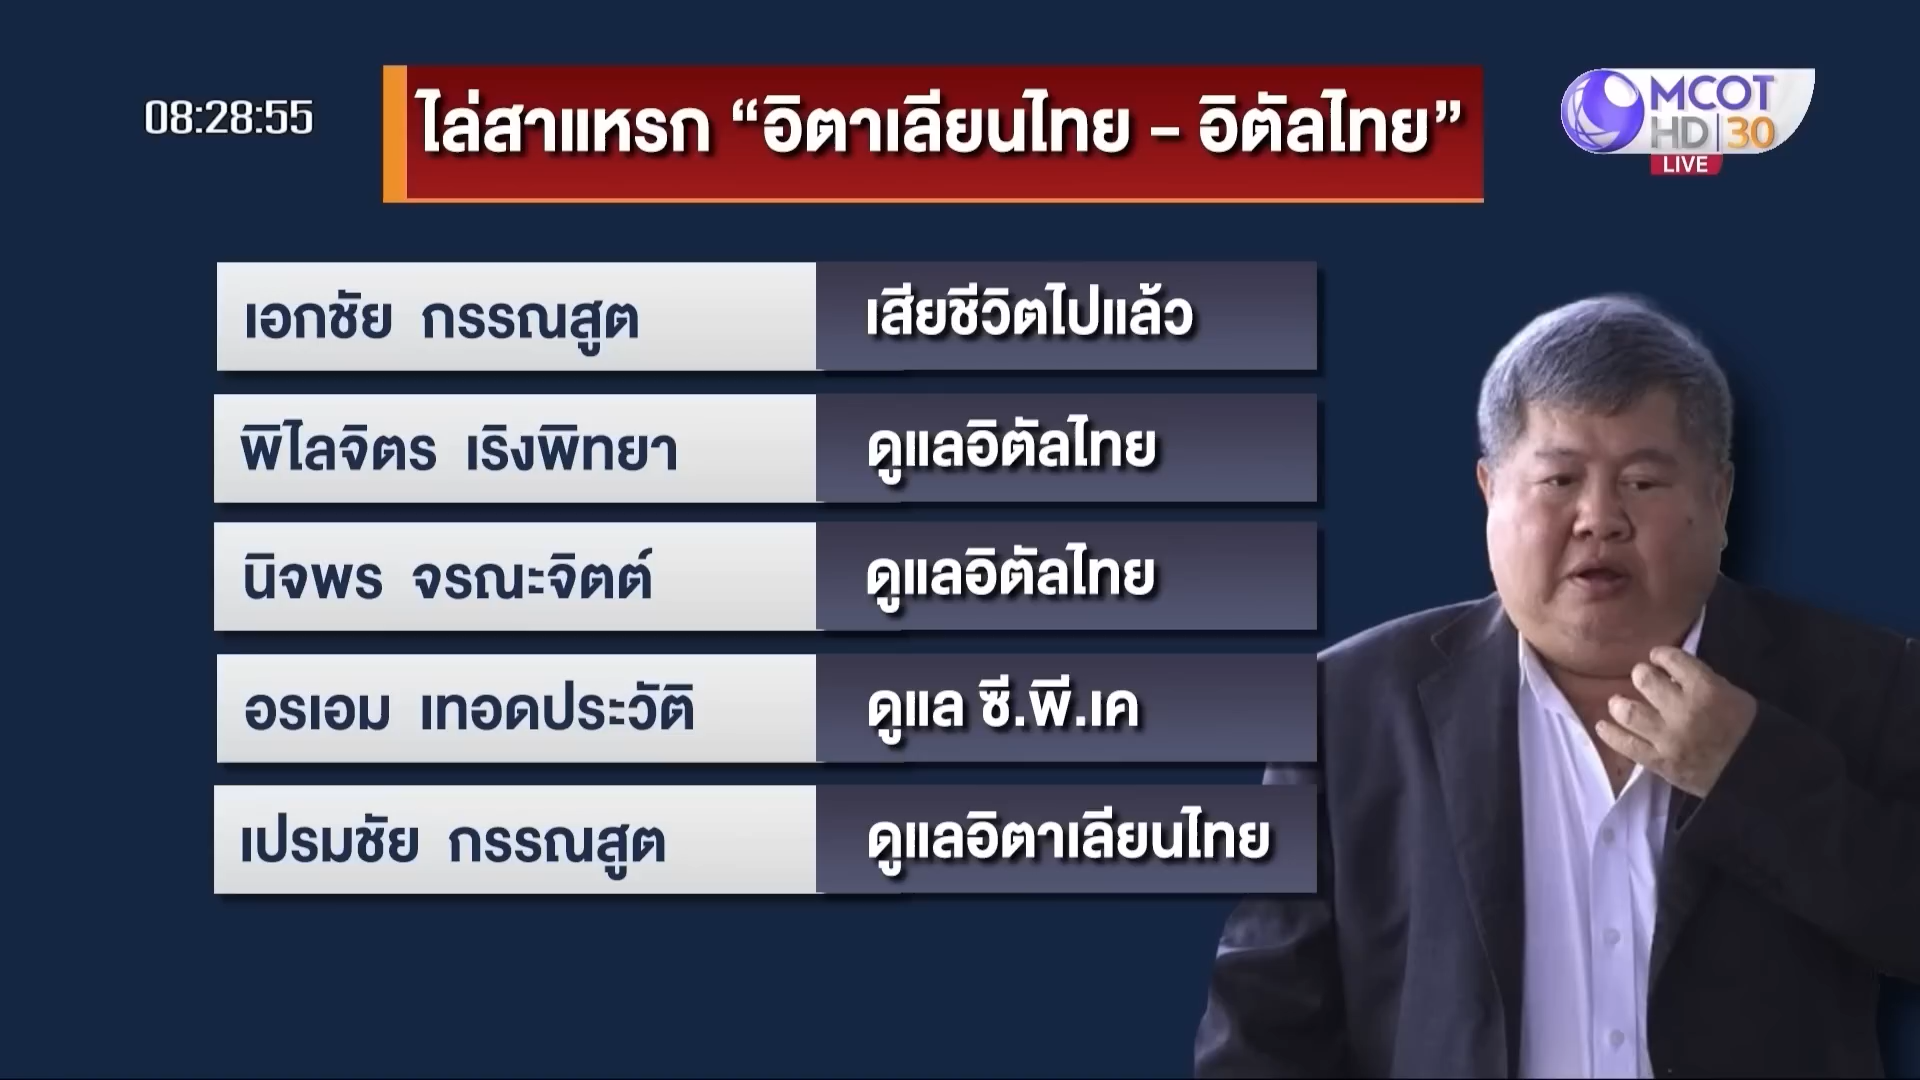 08:28:55
ไล่สาแหรก “อิตาเลียนไทย – อิตัลไทย”
MCOT
HD 30
LIVE
เอกชัย กรรณสูต เสียชีวิตไปแล้ว
พิไลจิตร เริงพิทยา ดูแลอิตัลไทย
นิจพร จรณะจิตต์ ดูแลอิตัลไทย
อรเอม เทอดประวัติ ดูแล ซี.พี.เค
เปรมชัย กรรณสูต ดูแลอิตาเลียนไทย